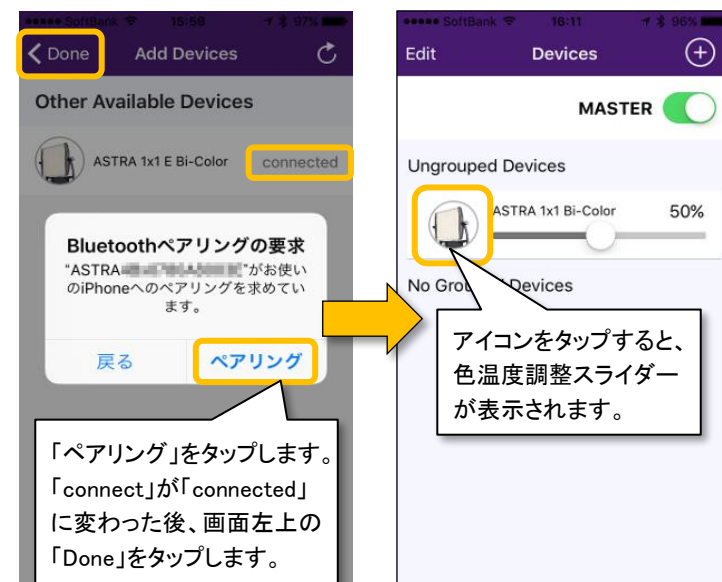 SoftBank 15:59 97%
Done Add Devices
Other Available Devices
ASTRA 1x1 E Bi-Color connected
Bluetoothペアリングの要求
"ASTRA "がお使い
のiPhoneへのペアリングを求めてい
ます。
戻る ペアリング
「ペアリング」をタップします。
「connect」が「connected」
に変わった後、画面左上の
「Done」をタップします。
SoftBank 16:11 96%
Edit Devices
MASTER
Ungrouped Devices
ASTRA 1x1 Bi-Color 50%
No Gro Devices
アイコンをタップすると、
色温度調整スライダー
が表示されます。